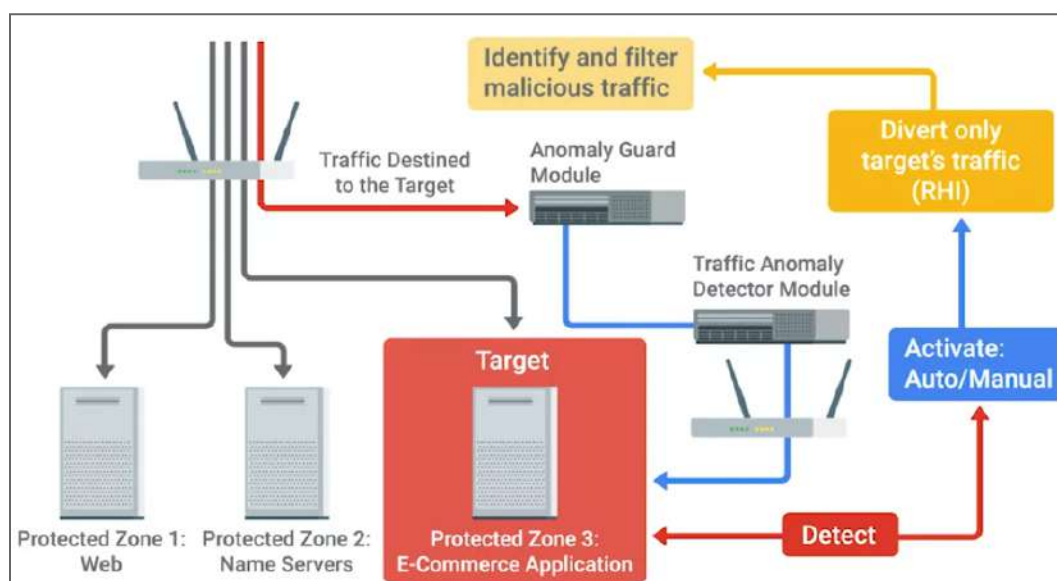 Identify and filter
malicious traffic
Divert only
target's traffic
(RHI)
Traffic Destined
to the Target
Anomaly Guard
Module
Traffic Anomaly
Detector Module
Activate:
Auto/Manual
Target
Protected Zone 1:
Web
Protected Zone 2:
Name Servers
Protected Zone 3:
E-Commerce Application
Detect